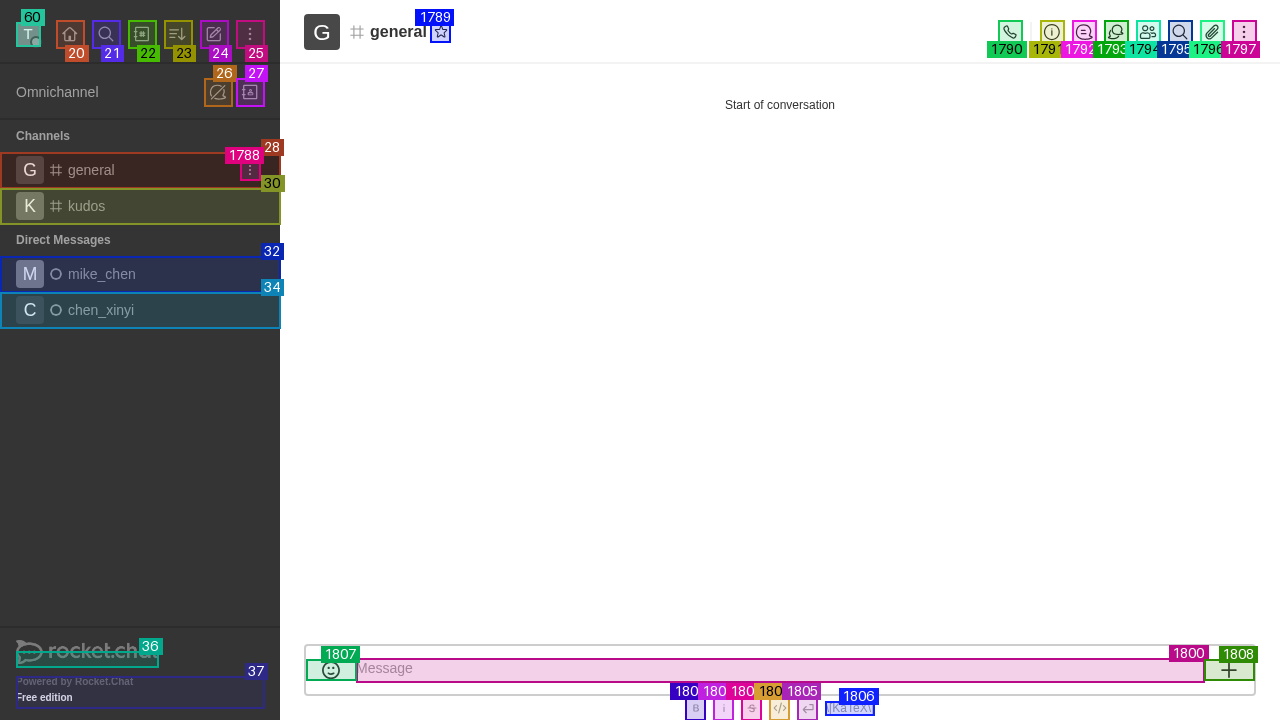 60
T
20
21
22
23
24
25
G
general
1789
1790
1791
1792
1793
1794
1795
1796
1797
Omnichannel
26
27
Start of conversation
Channels
28
G general
1788
30
K kudos
Direct Messages
32
M mike_chen
34
C chen_xinyi
36
rocket.cha
37
Powered by Rocket.Chat
Free edition
1807
Message
1800
1808
180
180
180
180
1805
1806
B
i
S
</>
\[KaTeX\]